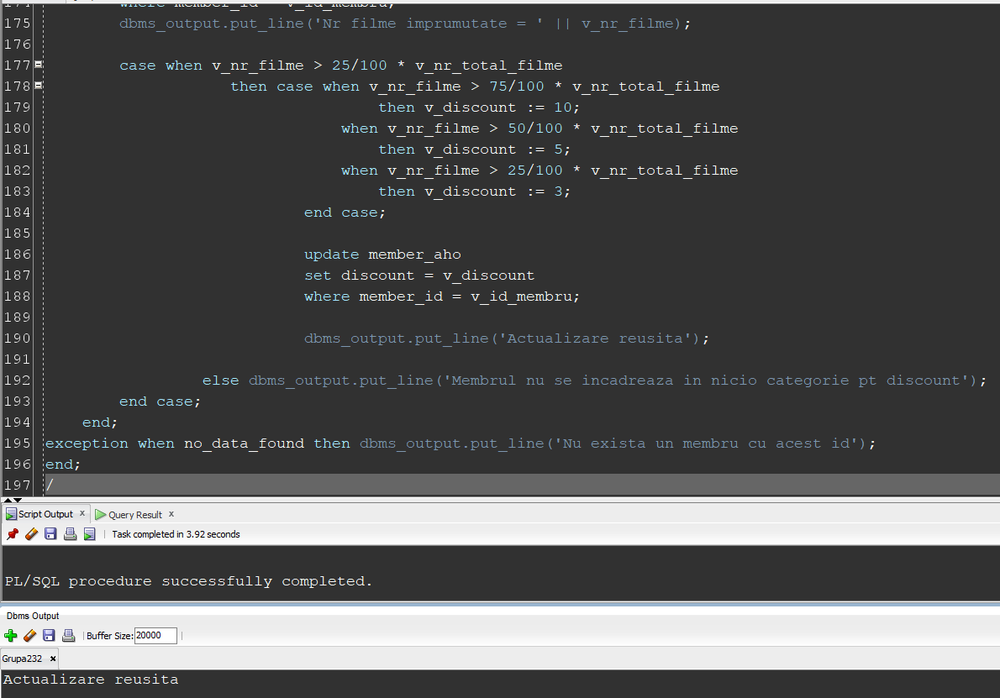 174 where member_id = v_id_membru;
175 dbms_output.put_line('Nr filme imprumutate = ' || v_nr_filme);
176
177 case when v_nr_filme > 25/100 * v_nr_total_filme
178 then case when v_nr_filme > 75/100 * v_nr_total_filme
179 then v_discount := 10;
180 when v_nr_filme > 50/100 * v_nr_total_filme
181 then v_discount := 5;
182 when v_nr_filme > 25/100 * v_nr_total_filme
183 then v_discount := 3;
184 end case;
185
186 update member_aho
187 set discount = v_discount
188 where member_id = v_id_membru;
189
190 dbms_output.put_line('Actualizare reusita');
191
192 else dbms_output.put_line('Membrul nu se incadreaza in nicio categorie pt discount');
193 end case;
194 end;
195 exception when no_data_found then dbms_output.put_line('Nu exista un membru cu acest id');
196 end;
197 /
Script Output x Query Result x
Task completed in 3.92 seconds
PL/SQL procedure successfully completed.
Dbms Output
Buffer Size: 20000
Grupa232 x
Actualizare reusita